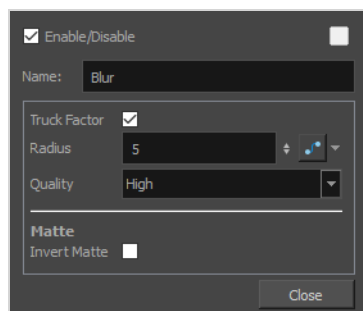 Enable/Disable
Name: Blur
Truck Factor
Radius 5
Quality High
Matte
Invert Matte
Close